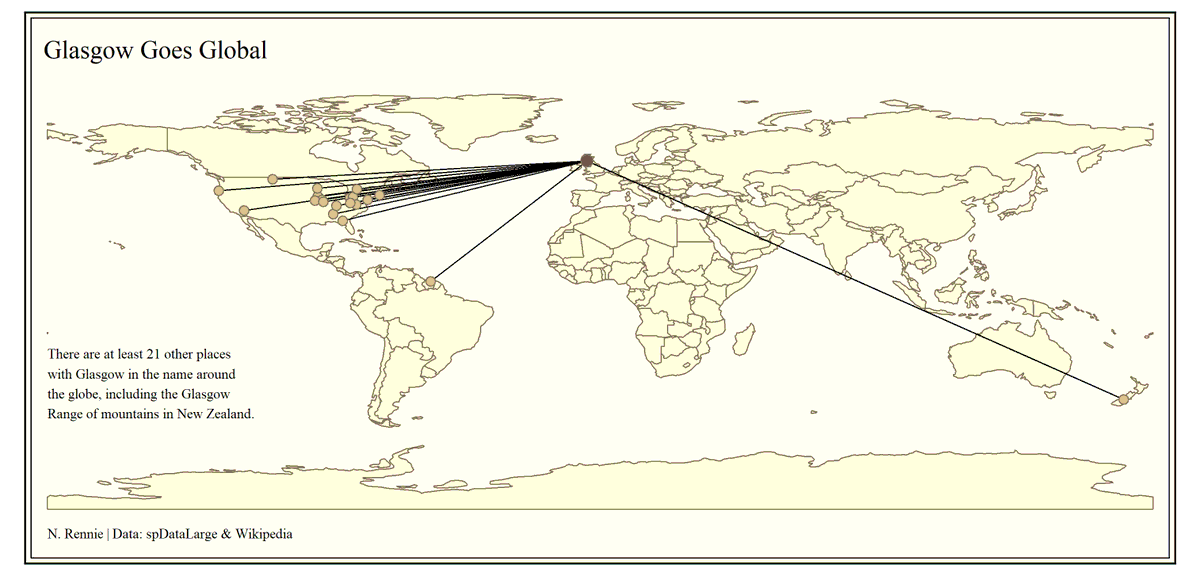 Glasgow Goes Global
There are at least 21 other places
with Glasgow in the name around
the globe, including the Glasgow
Range of mountains in New Zealand.
N. Rennie | Data: spDataLarge & Wikipedia